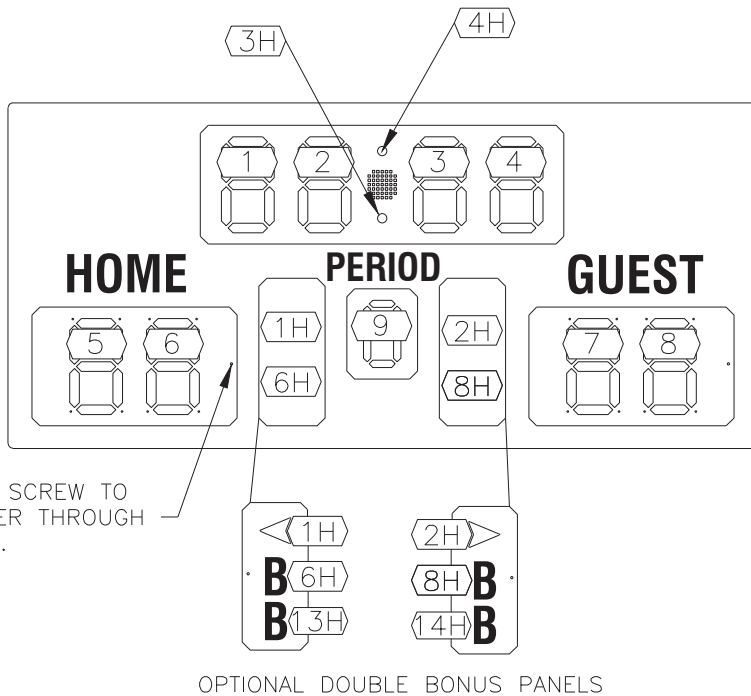 3H 4H
1 2 3 4
HOME PERIOD GUEST
5 6 1H 9 2H 7 8
6H 8H
SCREW TO
ER THROUGH
.
1H 2H
B 6H 8H B
B 13H 14H B
OPTIONAL DOUBLE BONUS PANELS